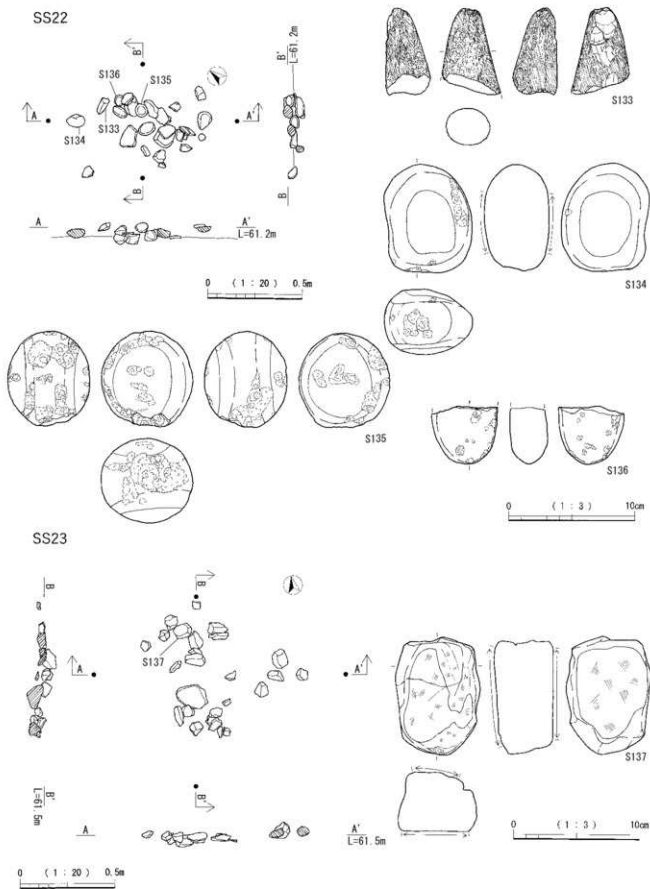 SS22
B'
B'
L=61.2m
S136
S135
A
S133
S134
A'
B
B
A
A'
L=61.2m
0 (1:20) 0.5m
S133
S134
S135
S136
0 (1:3) 10cm
SS23
B
B
S137
A
A'
B'
L=61.5m
B'
A
A'
L=61.5m
0 (1:20) 0.5m
S137
0 (1:3) 10cm